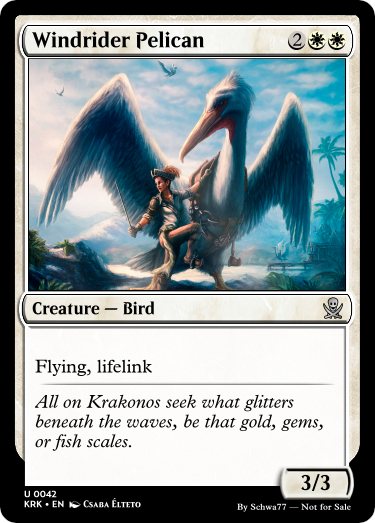 Windrider Pelican 2
Creature — Bird
Flying, lifelink
All on Krakonos seek what glitters
beneath the waves, be that gold, gems,
or fish scales.
3/3
U 0042
KRK • EN Csaba Élteto
By Schwa77 — Not for Sale